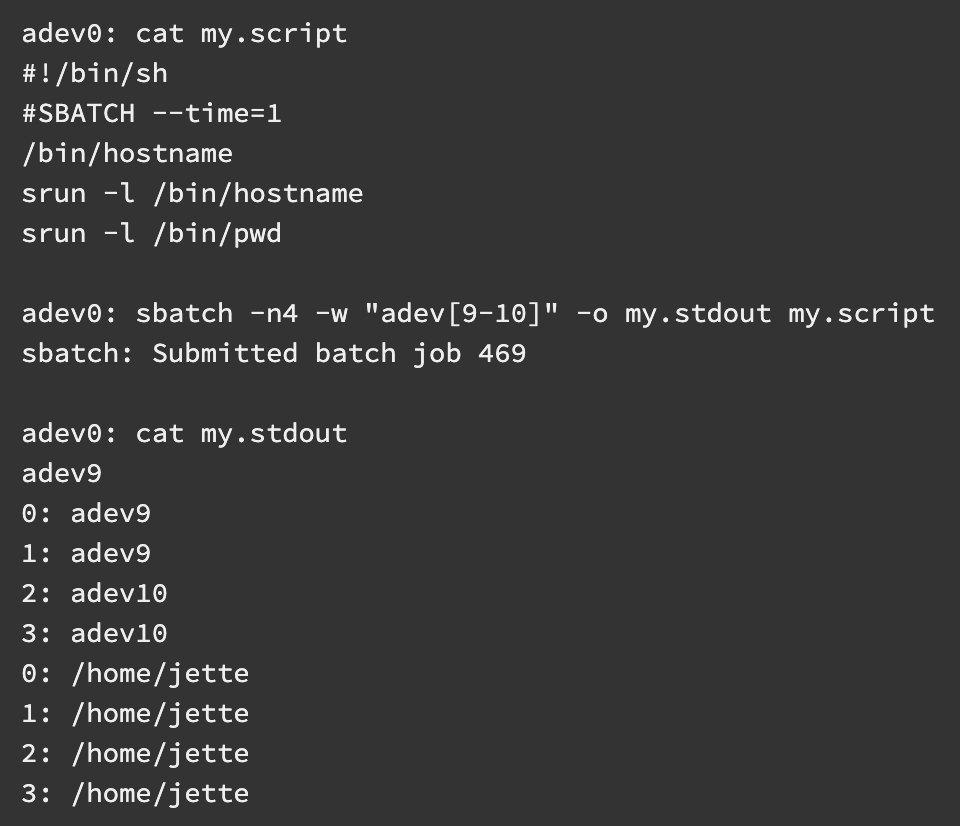 adev0: cat my.script
#!/bin/sh
#SBATCH --time=1
/bin/hostname
srun -l /bin/hostname
srun -l /bin/pwd

adev0: sbatch -n4 -w "adev[9-10]" -o my.stdout my.script
sbatch: Submitted batch job 469

adev0: cat my.stdout
adev9
0: adev9
1: adev9
2: adev10
3: adev10
0: /home/jette
1: /home/jette
2: /home/jette
3: /home/jette